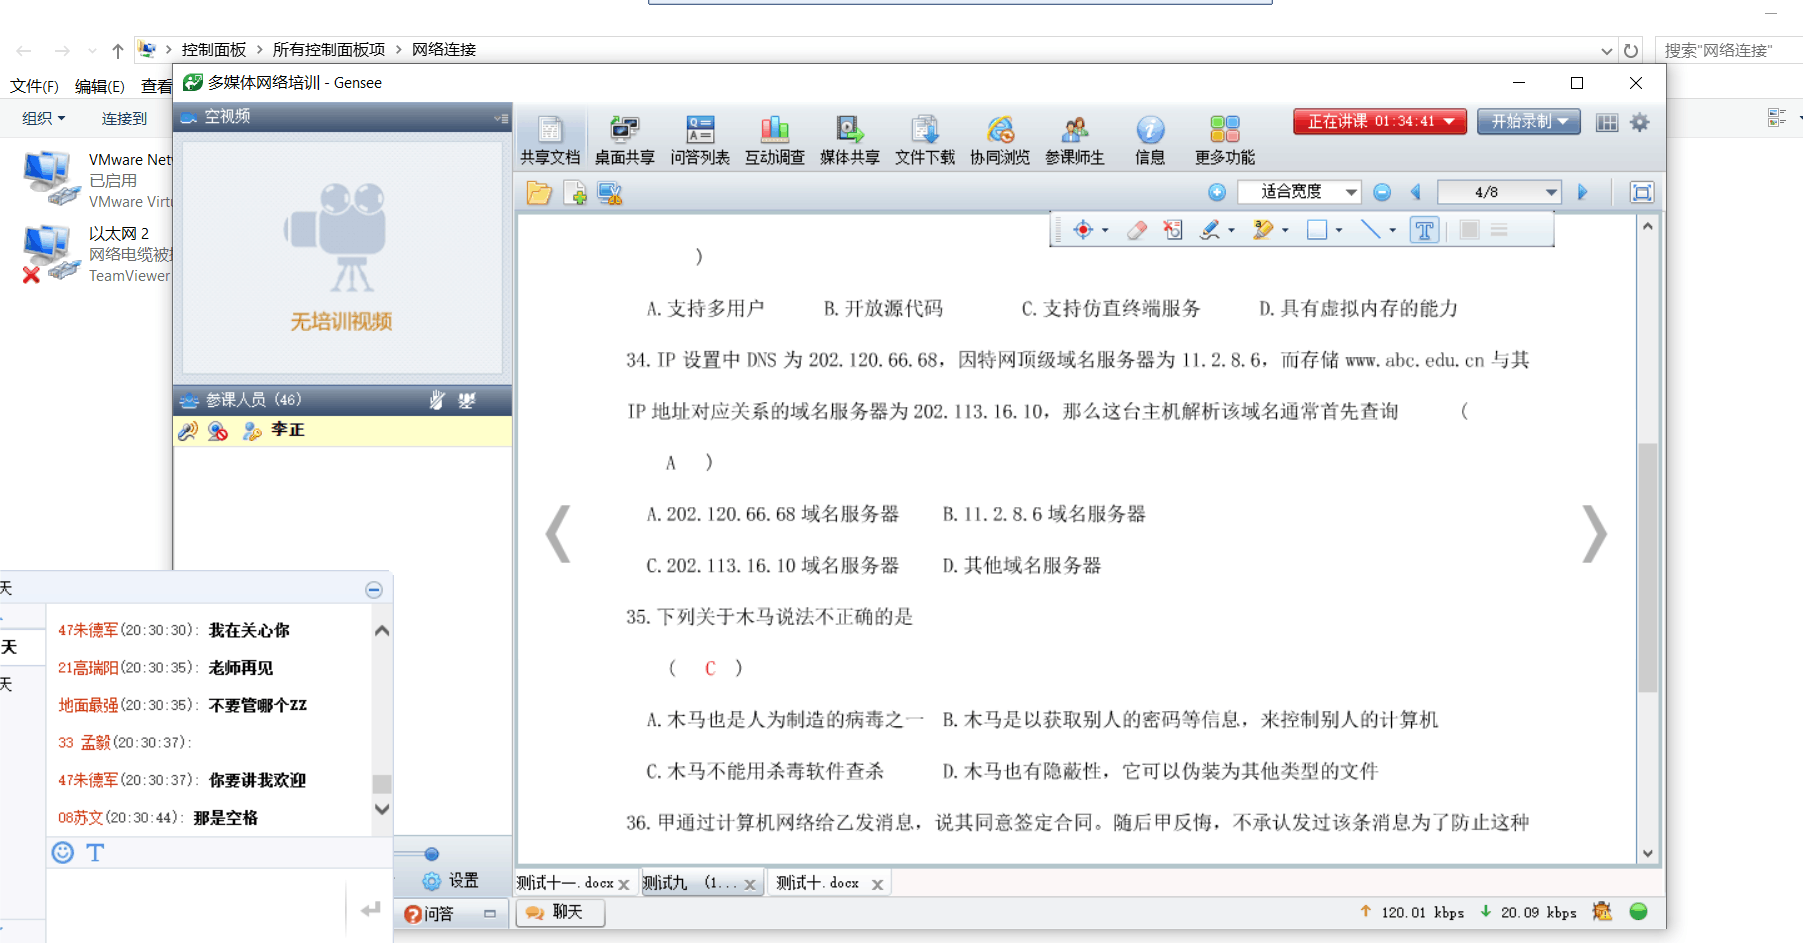 控制面板 > 所有控制面板项 > 网络连接
搜索"网络连接"
文件(F) 编辑(E) 查看
组织 连接到
VMware Net
已启用
VMware Virtu
以太网 2
网络电缆被
TeamViewer
多媒体网络培训 - Gensee
空视频
无培训视频
参课人员 (46)
李正
共享文档 桌面共享 问答列表 互动调查 媒体共享 文件下载 协同浏览 参课师生 信息 更多功能
正在讲课 01:34:41 开始录制
适合宽度 4/8
)
A.支持多用户 B.开放源代码 C.支持仿直终端服务 D.具有虚拟内存的能力
34.IP 设置中 DNS 为 202.120.66.68，因特网顶级域名服务器为 11.2.8.6，而存储 www.abc.edu.cn 与其
IP 地址对应关系的域名服务器为 202.113.16.10，那么这台主机解析该域名通常首先查询 (
A )
A.202.120.66.68 域名服务器 B.11.2.8.6 域名服务器
C.202.113.16.10 域名服务器 D.其他域名服务器
35.下列关于木马说法不正确的是
( C )
A.木马也是人为制造的病毒之一 B.木马是以获取别人的密码等信息，来控制别人的计算机
C.木马不能用杀毒软件查杀 D.木马也有隐蔽性，它可以伪装为其他类型的文件
36.甲通过计算机网络给乙发消息，说其同意签定合同。随后甲反悔，不承认发过该条消息为了防止这种
天
天
天
47朱德军(20:30:30): 我在关心你
21高瑞阳(20:30:35): 老师再见
地面最强(20:30:35): 不要管哪个ZZ
33 孟毅(20:30:37):
47朱德军(20:30:37): 你要讲我欢迎
08苏文(20:30:44): 那是空格
T
设置
问答
测试十一.docx 测试九 (1... 测试十.docx
聊天
120.01 kbps 20.09 kbps